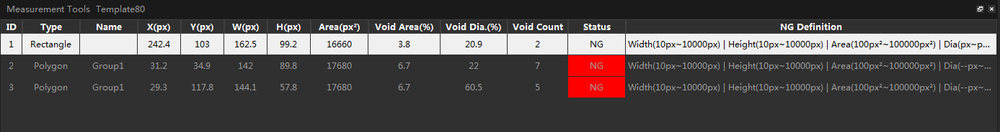 Measurement Tools Template80
ID Type Name X(px) Y(px) W(px) H(px) Area(px²) Void Area(%) Void Dia.(%) Void Count Status NG Definition
1 Rectangle 242.4 103 162.5 99.2 16660 3.8 20.9 2 NG Width(10px~10000px) | Height(10px~10000px) | Area(100px²~100000px²) | Dia(px~p...
2 Polygon Group1 31.2 34.9 142 89.8 17680 6.7 22 7 NG Width(10px~10000px) | Height(10px~10000px) | Area(100px²~100000px²) | Dia(--px~...
3 Polygon Group1 29.3 117.8 144.1 57.8 17680 6.7 60.5 5 NG Width(10px~10000px) | Height(10px~10000px) | Area(100px²~100000px²) | Dia(--px~...